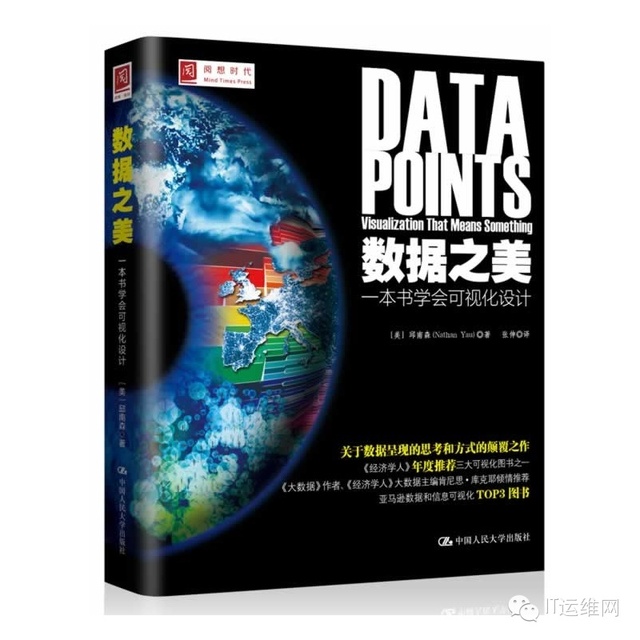 阅
阅想·时代
数据之美
一本书学会可视化设计
［美］邱南森◎著
中国人民大学出版社
阅
阅想时代
Mind Times Press
DATA
POINTS
Visualization That Means Something
数据之美
一本书学会可视化设计
［美］邱南森(Nathan Yau)◎著 张伸◎译
关于数据呈现的思考和方式的颠覆之作
《经济学人》年度推荐三大可视化图书之一
《大数据》作者、《经济学人》大数据主编肯尼思·库克耶倾情推荐
亚马逊数据和信息可视化 TOP3 图书
中国人民大学出版社
IT运维网